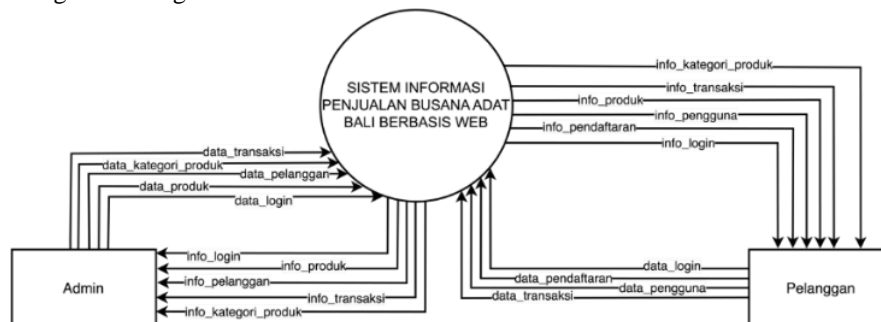 SISTEM INFORMASI
PENJUALAN BUSANA ADAT
BALI BERBASIS WEB
info_kategori_produk
info_transaksi
info_produk
info_pengguna
info_pendaftaran
info_login
data_transaksi
data_kategori_produk
data_pelanggan
data_produk
data_login
info_login
info_produk
info_pelanggan
info_transaksi
info_kategori_produk
Admin
data_login
data_pendaftaran
data_pengguna
data_transaksi
Pelanggan